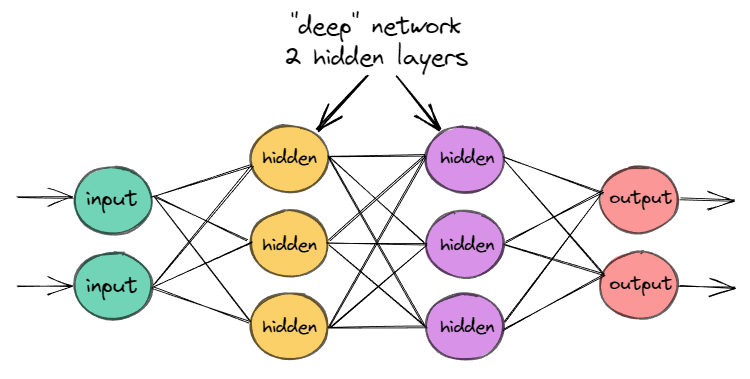 "deep" network
2 hidden layers
hidden
hidden
input
output
hidden
hidden
input
output
hidden
hidden